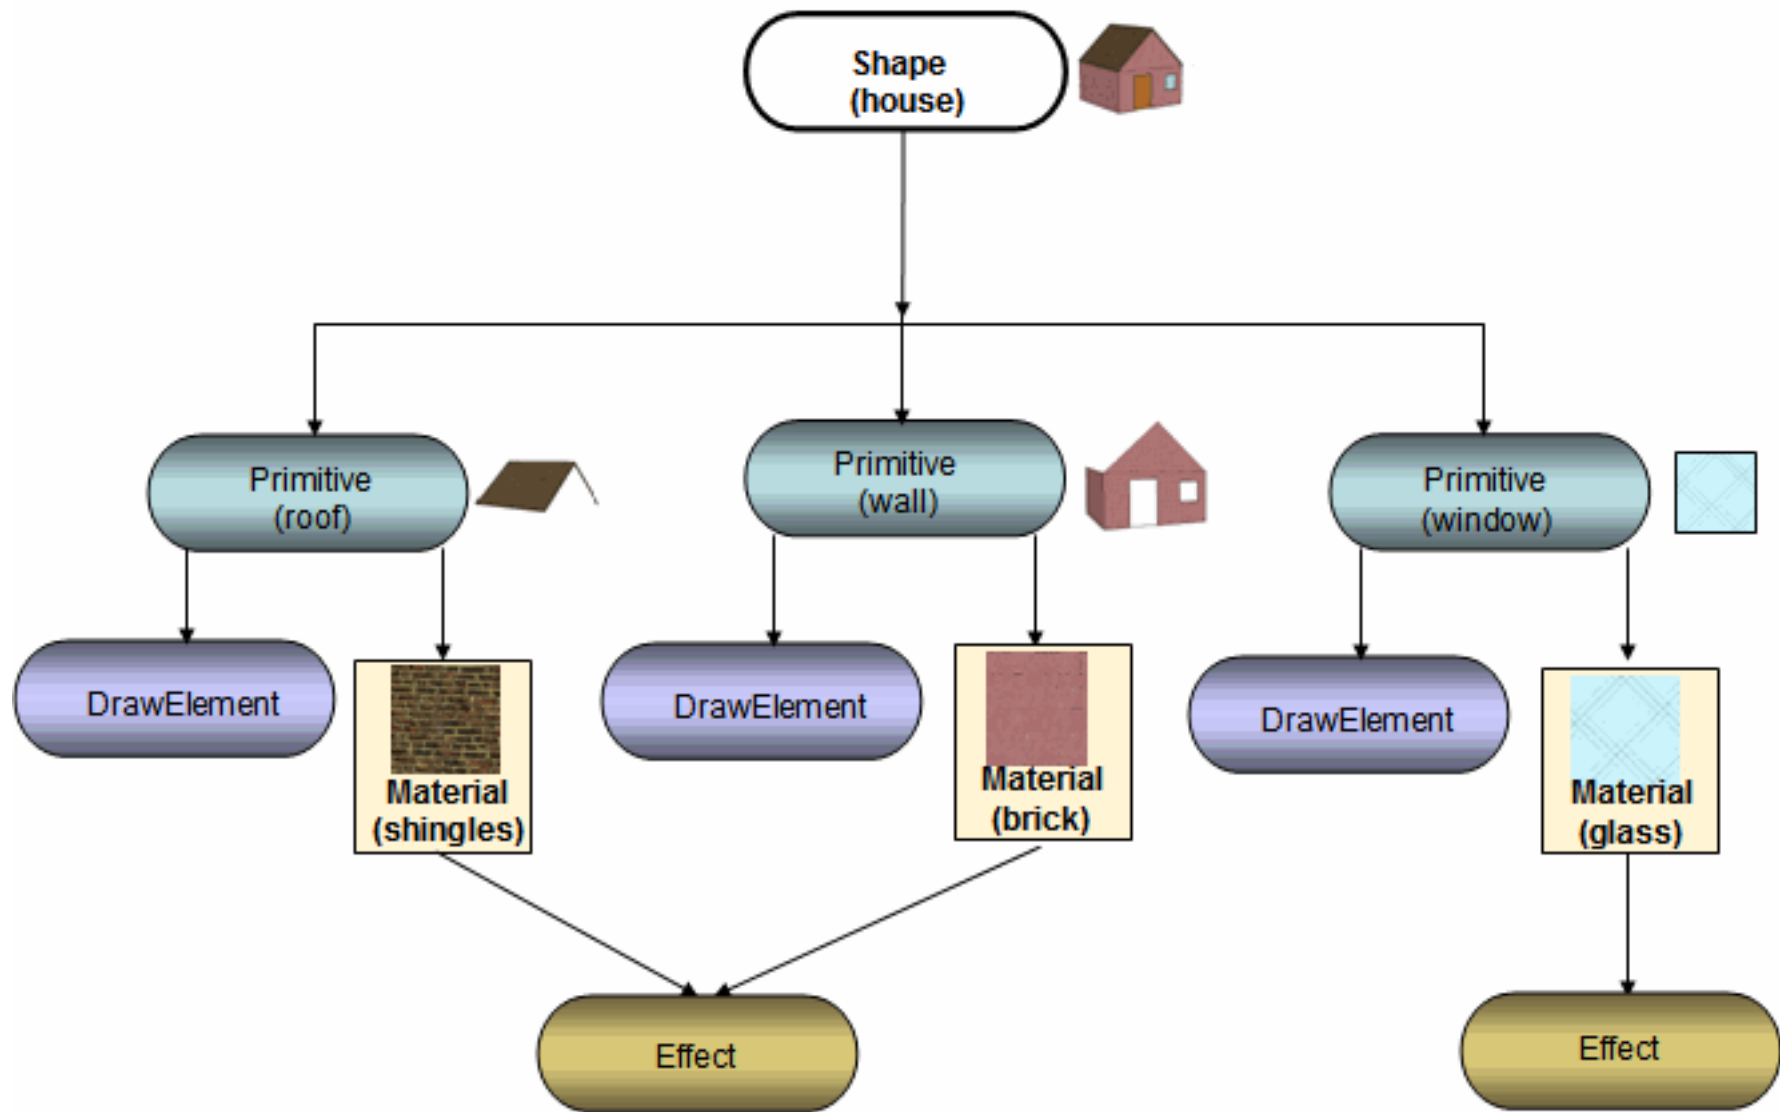 Shape
(house)
Primitive
(roof)
Primitive
(wall)
Primitive
(window)
DrawElement
Material
(shingles)
DrawElement
Material
(brick)
DrawElement
Material
(glass)
Effect
Effect